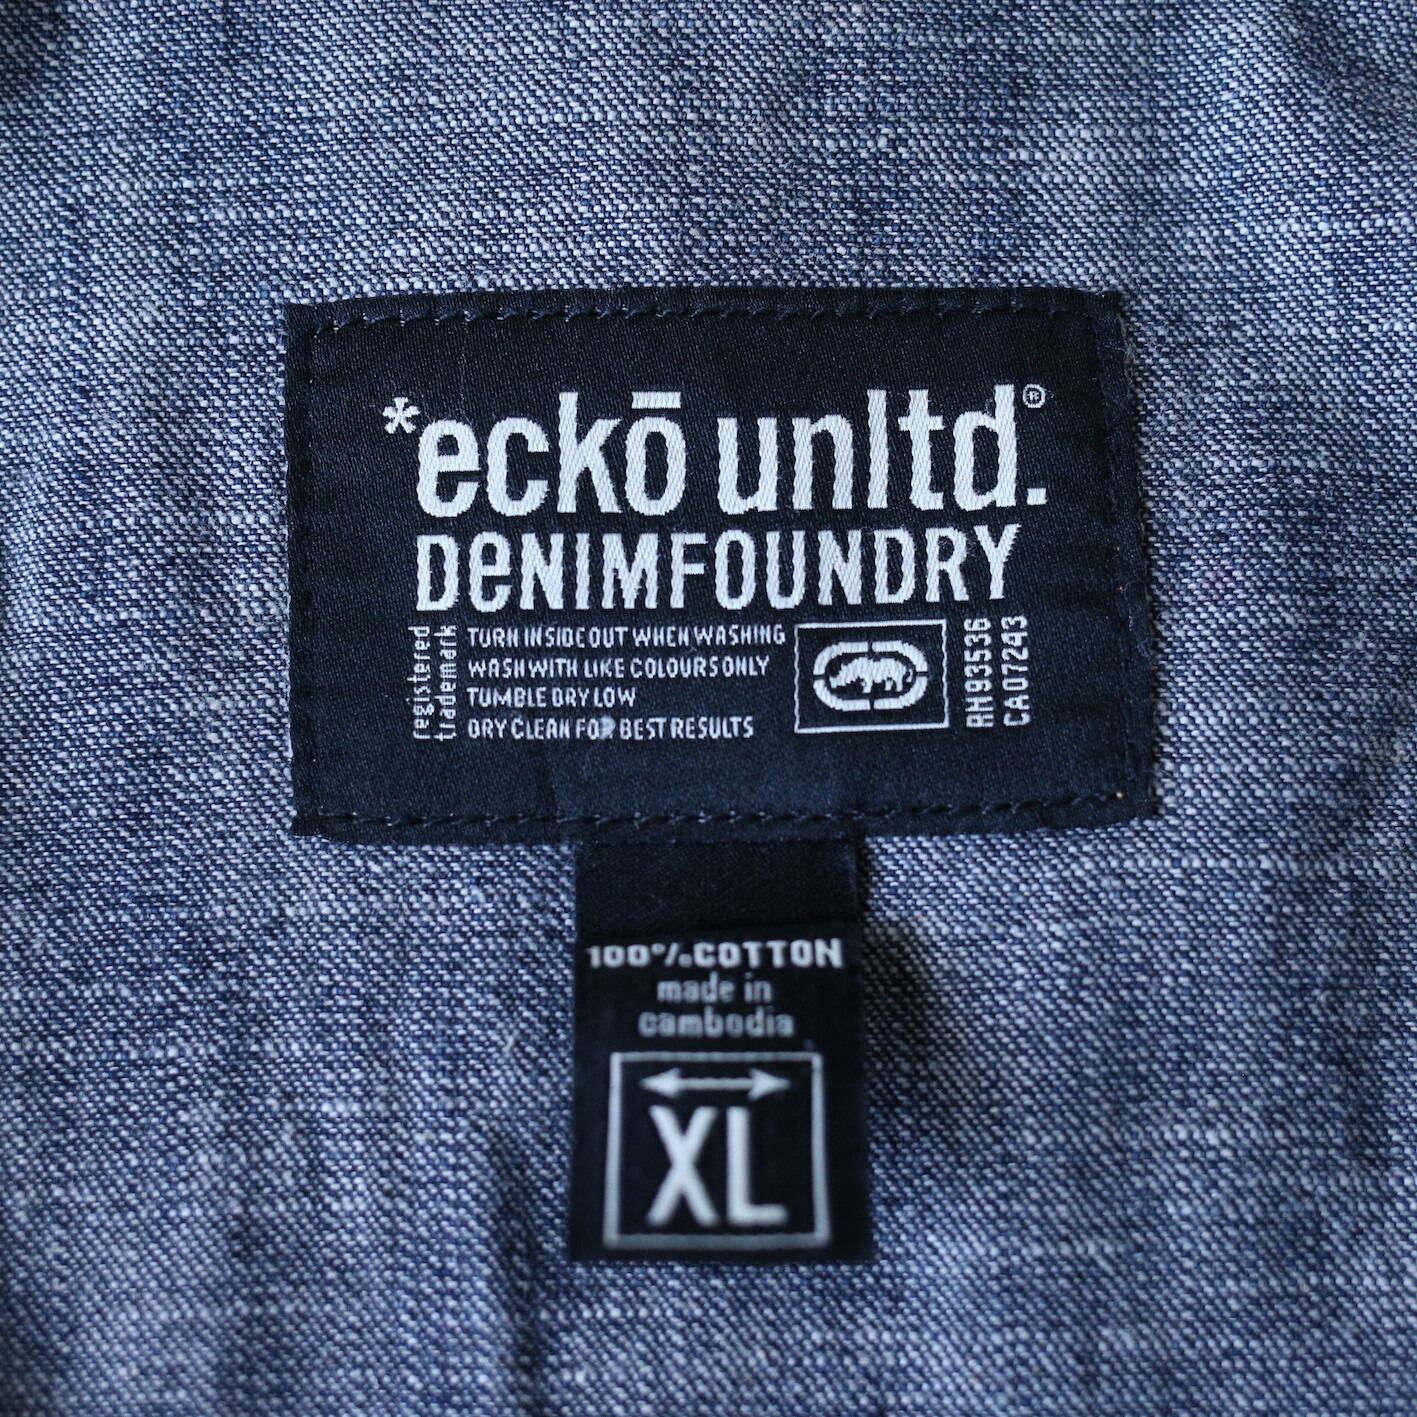 *eckō unltd.®
DeNIMFOUNDRY
registered
trademark
TURN INSIDE OUT WHEN WASHING
WASH WITH LIKE COLOURS ONLY
TUMBLE DRY LOW
DRY CLEAN FOR BEST RESULTS
RN93536
CA07243
100% COTTON
made in
cambodia
XL